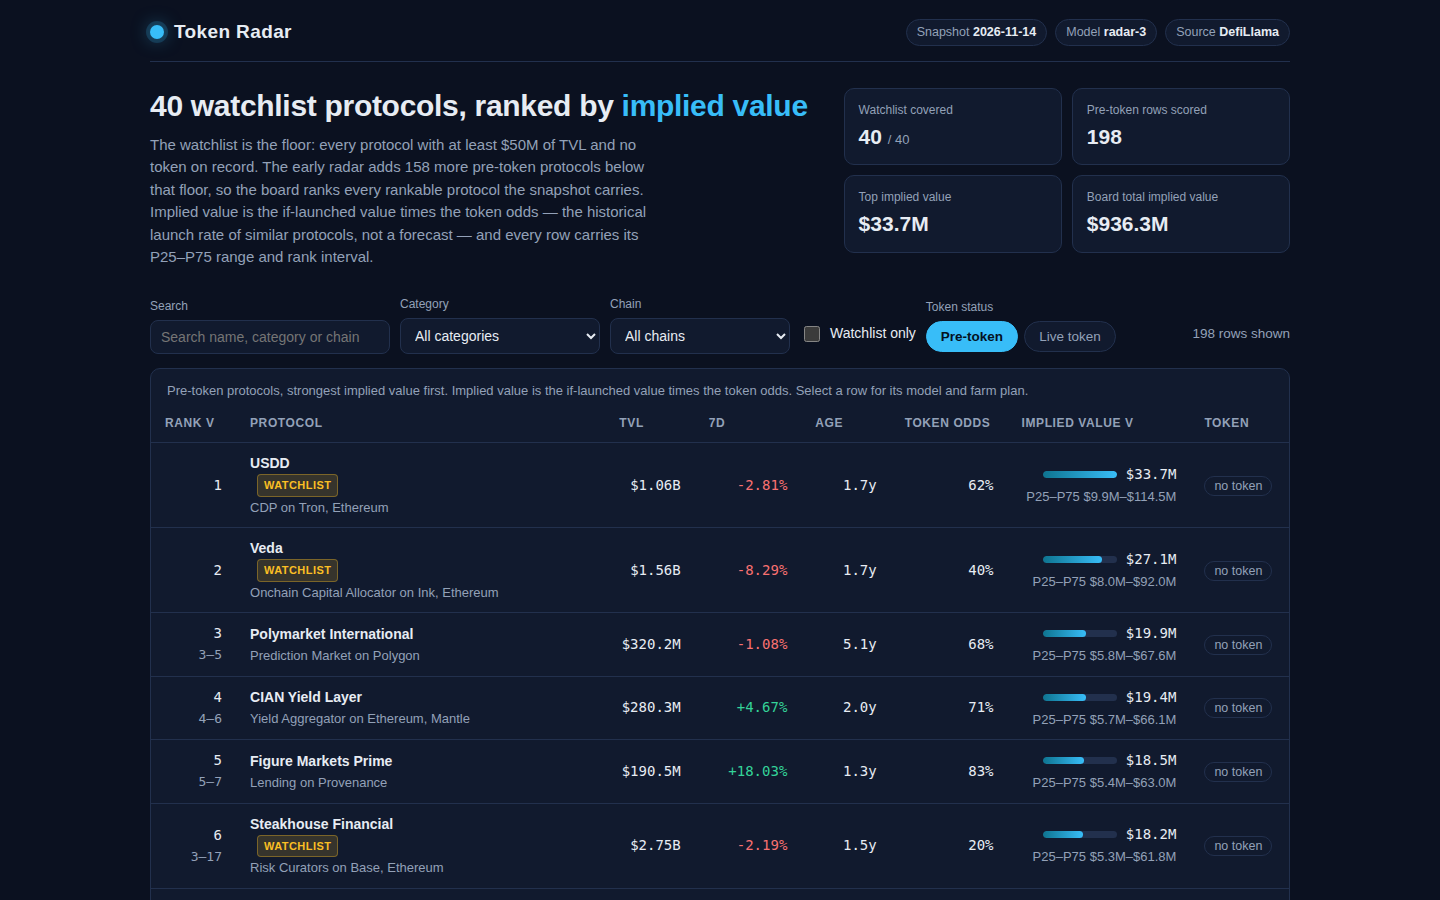 Token Radar
Snapshot 2026-11-14
Model radar-3
Source DefiLlama
40 watchlist protocols, ranked by implied value
The watchlist is the floor: every protocol with at least $50M of TVL and no
token on record. The early radar adds 158 more pre-token protocols below
that floor, so the board ranks every rankable protocol the snapshot carries.
Implied value is the if-launched value times the token odds — the historical
launch rate of similar protocols, not a forecast — and every row carries its
P25–P75 range and rank interval.
Watchlist covered
40 / 40
Pre-token rows scored
198
Top implied value
$33.7M
Board total implied value
$936.3M
Search
Search name, category or chain
Category
All categories
Chain
All chains
Watchlist only
Token status
Pre-token
Live token
198 rows shown
Pre-token protocols, strongest implied value first. Implied value is the if-launched value times the token odds. Select a row for its model and farm plan.
RANK V PROTOCOL TVL 7D AGE TOKEN ODDS IMPLIED VALUE V TOKEN
1 USDD WATCHLIST $1.06B -2.81% 1.7y 62% $33.7M no token
CDP on Tron, Ethereum P25–P75 $9.9M–$114.5M
2 Veda WATCHLIST $1.56B -8.29% 1.7y 40% $27.1M no token
Onchain Capital Allocator on Ink, Ethereum P25–P75 $8.0M–$92.0M
3 Polymarket International $320.2M -1.08% 5.1y 68% $19.9M no token
3–5 Prediction Market on Polygon P25–P75 $5.8M–$67.6M
4 CIAN Yield Layer $280.3M +4.67% 2.0y 71% $19.4M no token
4–6 Yield Aggregator on Ethereum, Mantle P25–P75 $5.7M–$66.1M
5 Figure Markets Prime $190.5M +18.03% 1.3y 83% $18.5M no token
5–7 Lending on Provenance P25–P75 $5.4M–$63.0M
6 Steakhouse Financial WATCHLIST $2.75B -2.19% 1.5y 20% $18.2M no token
3–17 Risk Curators on Base, Ethereum P25–P75 $5.3M–$61.8M